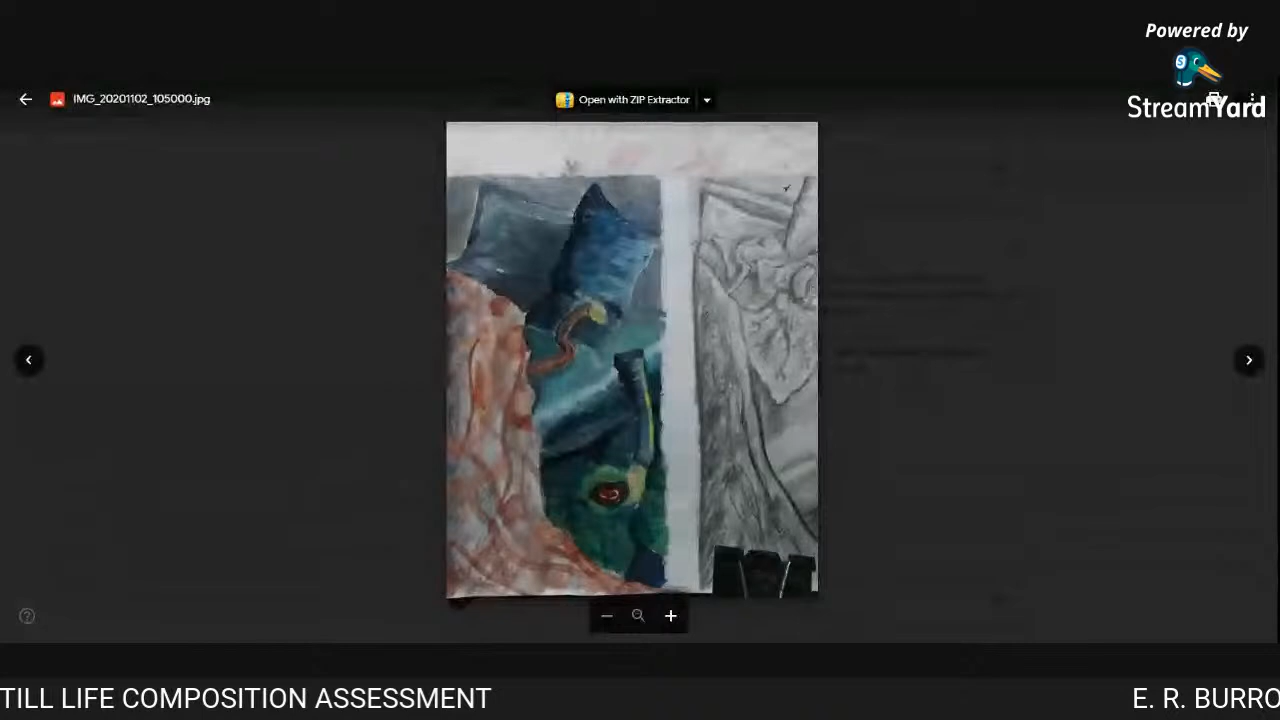 Powered by
StreamYard
IMG_20201102_105000.jpg
Open with ZIP Extractor
TILL LIFE COMPOSITION ASSESSMENT
E. R. BURRO